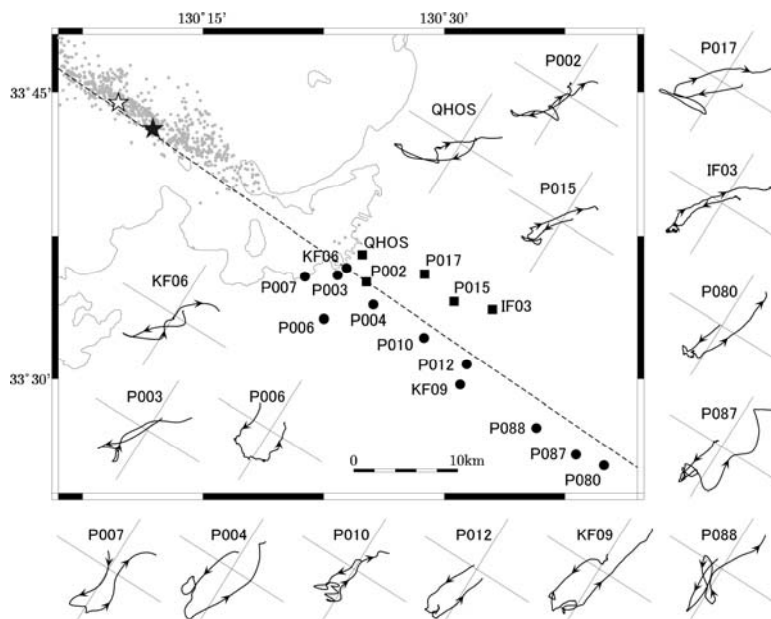 130°15'
130°30'
P002
P017
33°45'
QHOS
P015
IF03
QHOS
KF06
P002
P017
P007
P003
P015
IF03
KF06
P004
P006
P080
P010
P012
33°30'
KF09
P003
P006
P087
P088
P087
0
10km
P080
P007
P004
P010
P012
KF09
P088